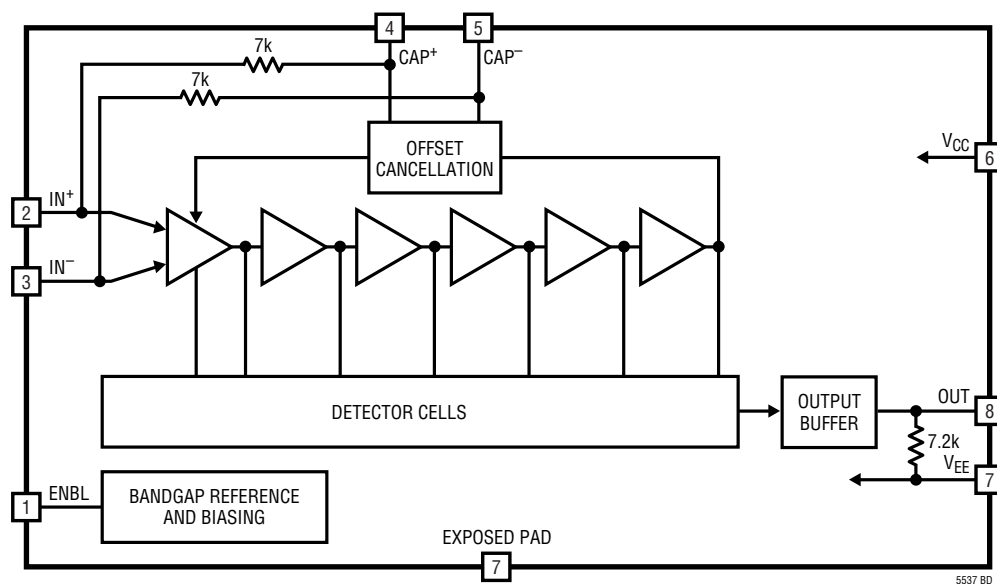 4
5
7k
CAP+
CAP–
7k
OFFSET
CANCELLATION
VCC
6
2
IN+
3
IN–
DETECTOR CELLS
OUTPUT
BUFFER
OUT
8
7.2k
VEE
7
1
ENBL
BANDGAP REFERENCE
AND BIASING
EXPOSED PAD
7
5537 BD